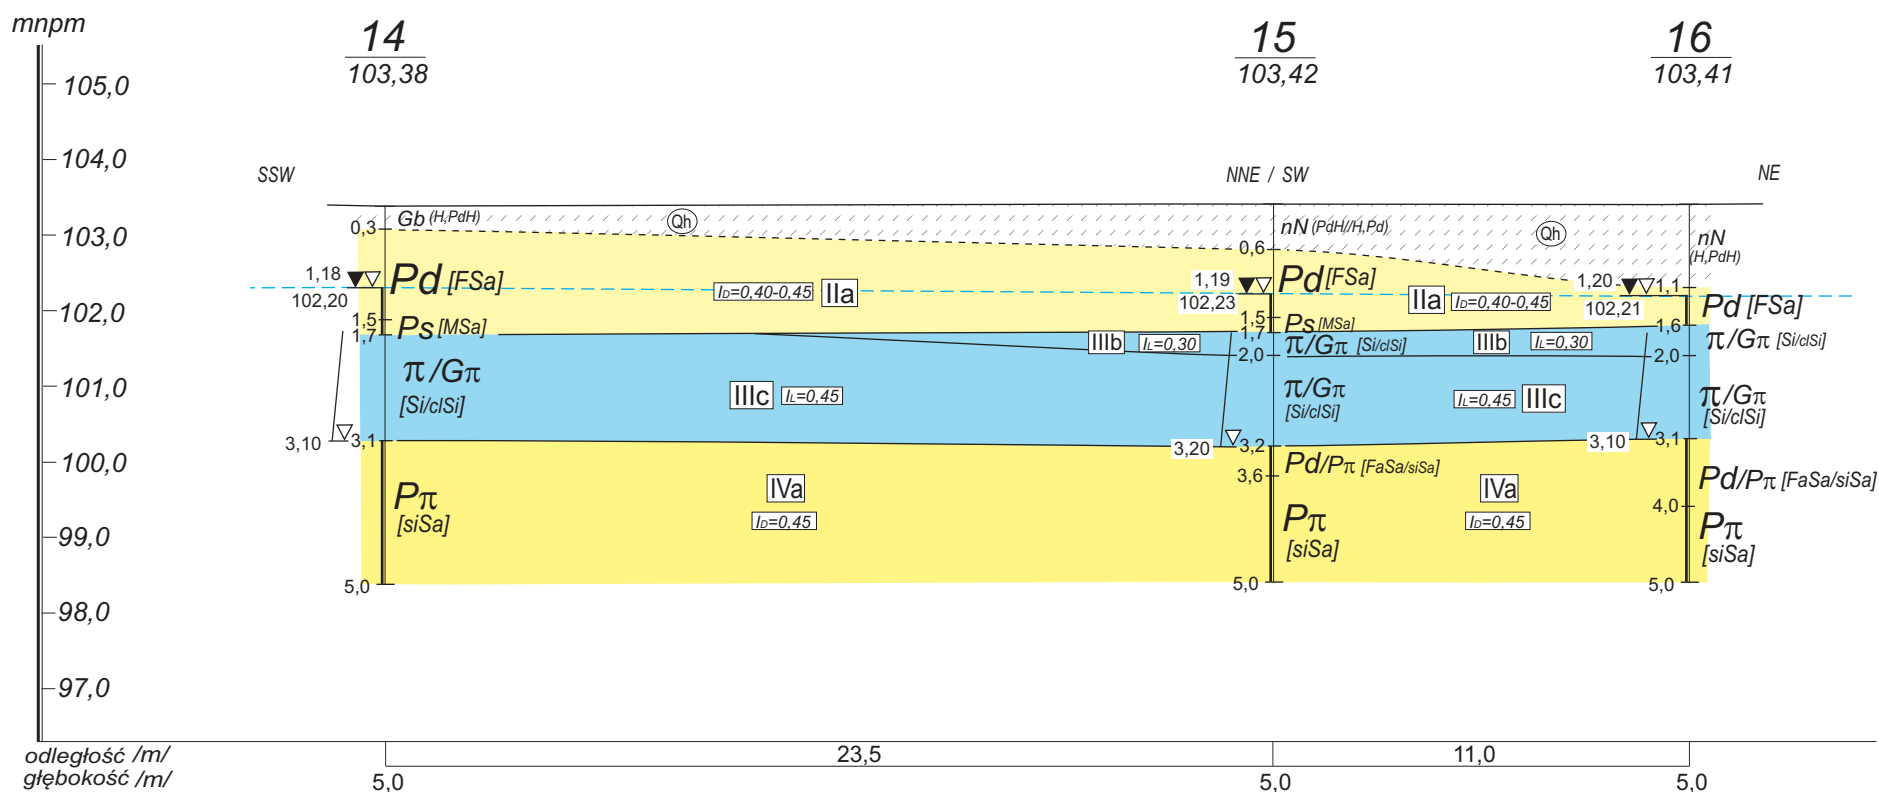 mnpm
14
15
16
103,38
103,42
103,41
105,0
104,0
103,0
102,0
101,0
100,0
99,0
98,0
97,0
SSW
NNE / SW
NE
Gb (H,PdH)
Qh
nN (PdH//H,Pd)
Qh
nN
(H,PdH)
0,3
0,6
1,1
1,18
102,20
Pd [FSa]
ID=0,40-0,45
IIa
1,19
102,23
Pd [FSa]
IIa
ID=0,40-0,45
1,20
102,21
Pd [FSa]
1,5
1,7
Ps [MSa]
1,5
1,7
Ps [MSa]
1,6
IIIb
IL=0,30
π/Gπ [Si/clSi]
IIIb
IL=0,30
π/Gπ [Si/clSi]
2,0
2,0
π/Gπ
[Si/clSi]
IIIc
IL=0,45
π/Gπ
[Si/clSi]
IL=0,45
IIIc
π/Gπ
[Si/clSi]
3,10
3,1
3,20
3,2
3,10
3,1
Pd/Pπ [FaSa/siSa]
3,6
Pd/Pπ [FaSa/siSa]
4,0
Pπ
[siSa]
IVa
ID=0,45
Pπ
[siSa]
IVa
ID=0,45
Pπ
[siSa]
5,0
5,0
5,0
odległość /m/
23,5
11,0
głębokość /m/
5,0
5,0
5,0